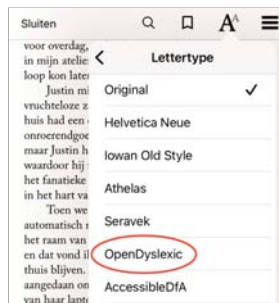 Sluiten
AA
voor overdag,
in mijn atelie
loop kon later
Justin mi
vruchteloze z
huis had een
onroerendgoe
maar Justin h
waardoor hij
het fanatieke
in het hart va
Toen we
automatisch r
het raam van
en dat vond il
thuis blijven.
aangedaan on
van haar lapto
Lettertype
Original
Helvetica Neue
Iowan Old Style
Athelas
Seravek
OpenDyslexic
AccessibleDfA